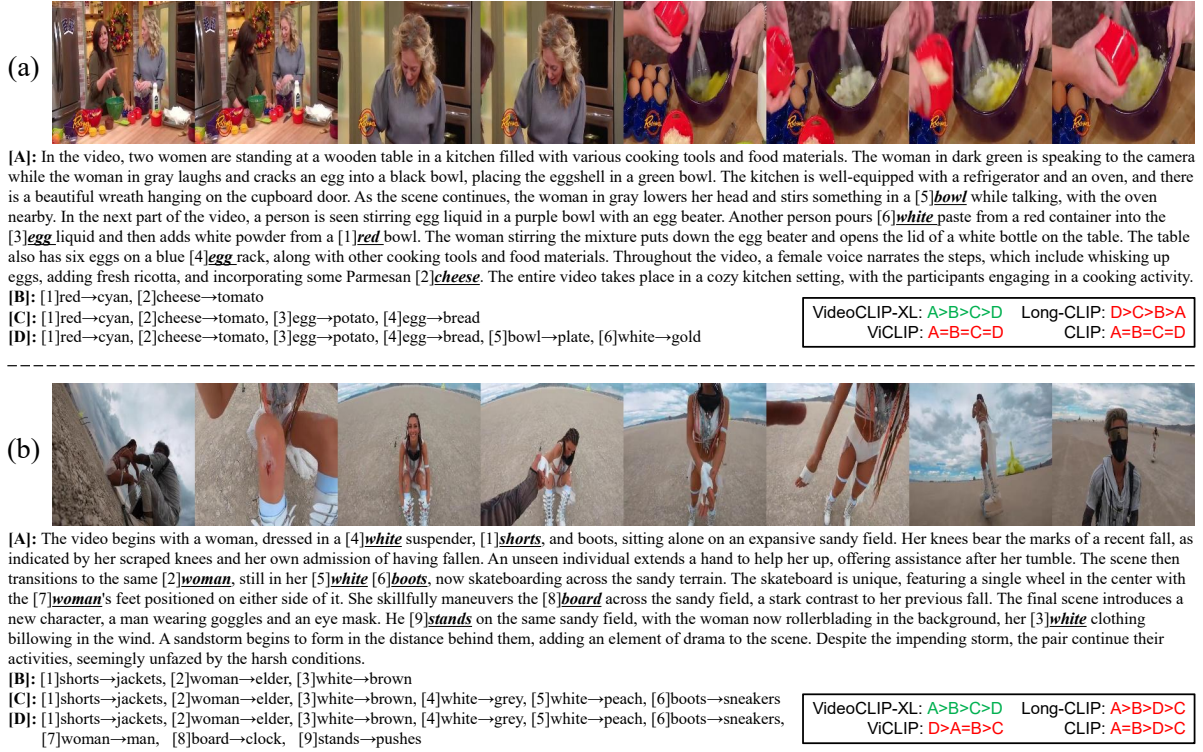 (a)
[A]: In the video, two women are standing at a wooden table in a kitchen filled with various cooking tools and food materials. The woman in dark green is speaking to the camera
while the woman in gray laughs and cracks an egg into a black bowl, placing the eggshell in a green bowl. The kitchen is well-equipped with a refrigerator and an oven, and there
is a beautiful wreath hanging on the cupboard door. As the scene continues, the woman in gray lowers her head and stirs something in a [5]bowl while talking, with the oven
nearby. In the next part of the video, a person is seen stirring egg liquid in a purple bowl with an egg beater. Another person pours [6]white paste from a red container into the
[3]egg liquid and then adds white powder from a [1]red bowl. The woman stirring the mixture puts down the egg beater and opens the lid of a white bottle on the table. The table
also has six eggs on a blue [4]egg rack, along with other cooking tools and food materials. Throughout the video, a female voice narrates the steps, which include whisking up
eggs, adding fresh ricotta, and incorporating some Parmesan [2]cheese. The entire video takes place in a cozy kitchen setting, with the participants engaging in a cooking activity.
[B]: [1]red→cyan, [2]cheese→tomato
[C]: [1]red→cyan, [2]cheese→tomato, [3]egg→potato, [4]egg→bread
[D]: [1]red→cyan, [2]cheese→tomato, [3]egg→potato, [4]egg→bread, [5]bowl→plate, [6]white→gold
VideoCLIP-XL: A>B>C>D Long-CLIP: D>C>B>A
ViCLIP: A=B=C=D CLIP: A=B=C=D
(b)
[A]: The video begins with a woman, dressed in a [4]white suspender, [1]shorts, and boots, sitting alone on an expansive sandy field. Her knees bear the marks of a recent fall, as
indicated by her scraped knees and her own admission of having fallen. An unseen individual extends a hand to help her up, offering assistance after her tumble. The scene then
transitions to the same [2]woman, still in her [5]white [6]boots, now skateboarding across the sandy terrain. The skateboard is unique, featuring a single wheel in the center with
the [7]woman's feet positioned on either side of it. She skillfully maneuvers the [8]board across the sandy field, a stark contrast to her previous fall. The final scene introduces a
new character, a man wearing goggles and an eye mask. He [9]stands on the same sandy field, with the woman now rollerblading in the background, her [3]white clothing
billowing in the wind. A sandstorm begins to form in the distance behind them, adding an element of drama to the scene. Despite the impending storm, the pair continue their
activities, seemingly unfazed by the harsh conditions.
[B]: [1]shorts→jackets, [2]woman→elder, [3]white→brown
[C]: [1]shorts→jackets, [2]woman→elder, [3]white→brown, [4]white→grey, [5]white→peach, [6]boots→sneakers
[D]: [1]shorts→jackets, [2]woman→elder, [3]white→brown, [4]white→grey, [5]white→peach, [6]boots→sneakers,
[7]woman→man, [8]board→clock, [9]stands→pushes
VideoCLIP-XL: A>B>C>D Long-CLIP: A>B>D>C
ViCLIP: D>A=B>C CLIP: A=B>D>C